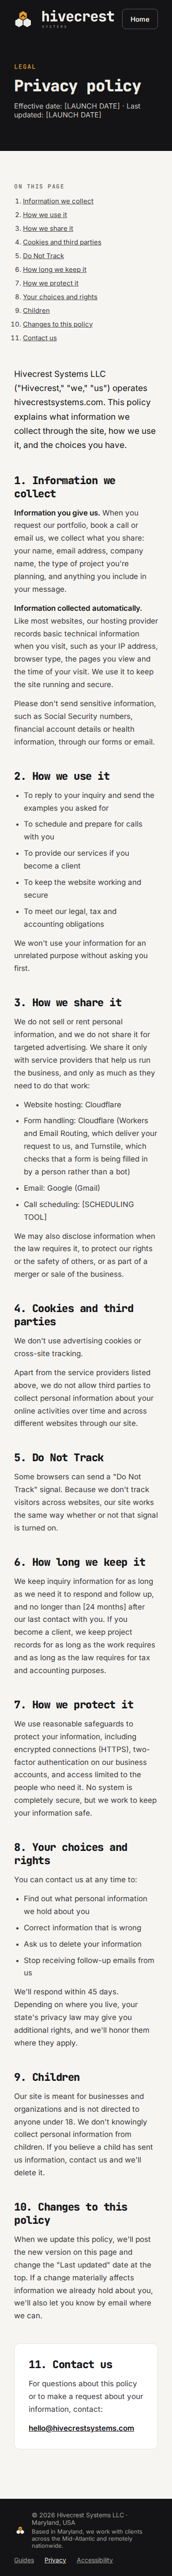 hivecrest
SYSTEMS
Home
LEGAL
Privacy policy
Effective date: [LAUNCH DATE] · Last
updated: [LAUNCH DATE]
ON THIS PAGE
1. Information we collect
2. How we use it
3. How we share it
4. Cookies and third parties
5. Do Not Track
6. How long we keep it
7. How we protect it
8. Your choices and rights
9. Children
10. Changes to this policy
11. Contact us
Hivecrest Systems LLC
("Hivecrest," "we," "us") operates
hivecrestsystems.com. This policy
explains what information we
collect through the site, how we use
it, and the choices you have.
1. Information we
collect
Information you give us. When you
request our portfolio, book a call or
email us, we collect what you share:
your name, email address, company
name, the type of project you're
planning, and anything you include in
your message.
Information collected automatically.
Like most websites, our hosting provider
records basic technical information
when you visit, such as your IP address,
browser type, the pages you view and
the time of your visit. We use it to keep
the site running and secure.
Please don't send sensitive information,
such as Social Security numbers,
financial account details or health
information, through our forms or email.
2. How we use it
• To reply to your inquiry and send the
examples you asked for
• To schedule and prepare for calls
with you
• To provide our services if you
become a client
• To keep the website working and
secure
• To meet our legal, tax and
accounting obligations
We won't use your information for an
unrelated purpose without asking you
first.
3. How we share it
We do not sell or rent personal
information, and we do not share it for
targeted advertising. We share it only
with service providers that help us run
the business, and only as much as they
need to do that work:
• Website hosting: Cloudflare
• Form handling: Cloudflare (Workers
and Email Routing, which deliver your
request to us, and Turnstile, which
checks that a form is being filled in
by a person rather than a bot)
• Email: Google (Gmail)
• Call scheduling: [SCHEDULING
TOOL]
We may also disclose information when
the law requires it, to protect our rights
or the safety of others, or as part of a
merger or sale of the business.
4. Cookies and third
parties
We don't use advertising cookies or
cross-site tracking.
Apart from the service providers listed
above, we do not allow third parties to
collect personal information about your
online activities over time and across
different websites through our site.
5. Do Not Track
Some browsers can send a "Do Not
Track" signal. Because we don't track
visitors across websites, our site works
the same way whether or not that signal
is turned on.
6. How long we keep it
We keep inquiry information for as long
as we need it to respond and follow up,
and no longer than [24 months] after
our last contact with you. If you
become a client, we keep project
records for as long as the work requires
and as long as the law requires for tax
and accounting purposes.
7. How we protect it
We use reasonable safeguards to
protect your information, including
encrypted connections (HTTPS), two-
factor authentication on our business
accounts, and access limited to the
people who need it. No system is
completely secure, but we work to keep
your information safe.
8. Your choices and
rights
You can contact us at any time to:
• Find out what personal information
we hold about you
• Correct information that is wrong
• Ask us to delete your information
• Stop receiving follow-up emails from
us
We'll respond within 45 days.
Depending on where you live, your
state's privacy law may give you
additional rights, and we'll honor them
where they apply.
9. Children
Our site is meant for businesses and
organizations and is not directed to
anyone under 18. We don't knowingly
collect personal information from
children. If you believe a child has sent
us information, contact us and we'll
delete it.
10. Changes to this
policy
When we update this policy, we'll post
the new version on this page and
change the "Last updated" date at the
top. If a change materially affects
information we already hold about you,
we'll also let you know by email where
we can.
11. Contact us
For questions about this policy
or to make a request about your
information, contact:
hello@hivecrestsystems.com
© 2026 Hivecrest Systems LLC ·
Maryland, USA
Based in Maryland, we work with clients
across the Mid-Atlantic and remotely
nationwide.
Guides Privacy Accessibility